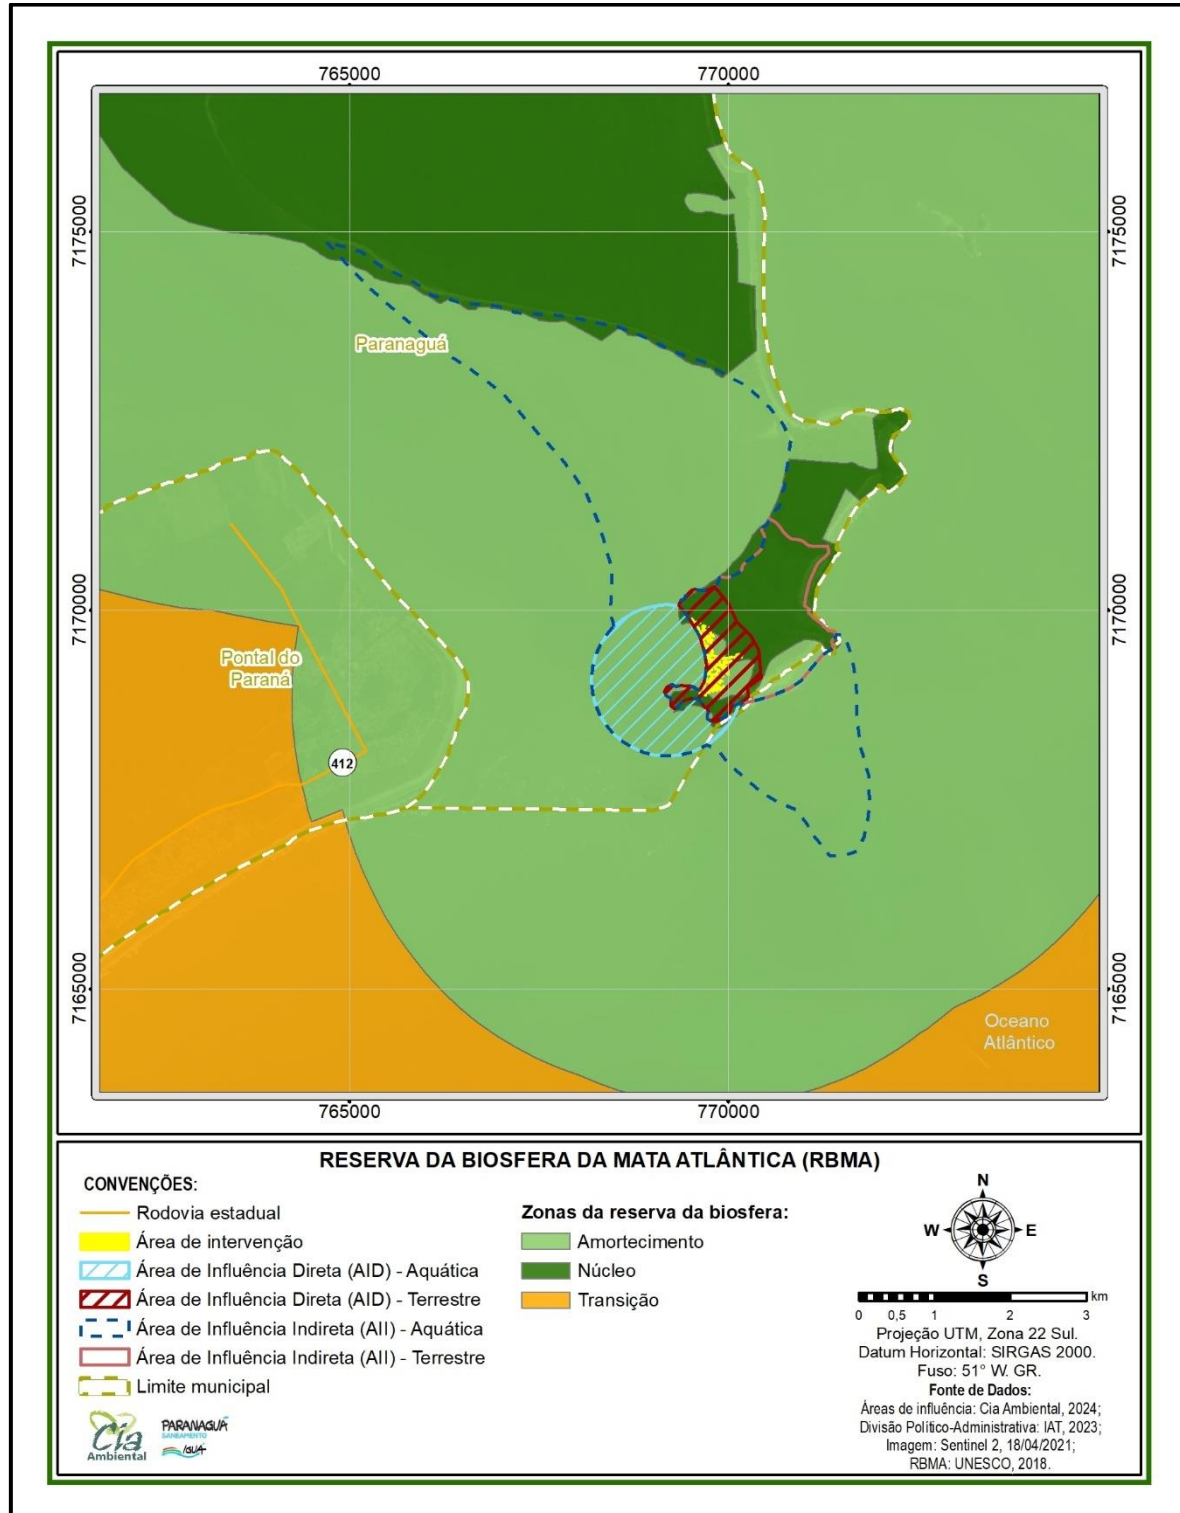 765000
770000
7175000
7175000
Paranaguá
7170000
7170000
Pontal do
Paraná
412
7165000
7165000
Oceano
Atlântico
765000
770000
RESERVA DA BIOSFERA DA MATA ATLÂNTICA (RBMA)
CONVENÇÕES:
Rodovia estadual
Área de intervenção
Área de Influência Direta (AID) - Aquática
Área de Influência Direta (AID) - Terrestre
Área de Influência Indireta (AII) - Aquática
Área de Influência Indireta (AII) - Terrestre
Limite municipal
Zonas da reserva da biosfera:
Amortecimento
Núcleo
Transição
N
W
E
S
km
0 0,5 1 2 3
Projeção UTM, Zona 22 Sul.
Datum Horizontal: SIRGAS 2000.
Fuso: 51° W. GR.
Fonte de Dados:
Áreas de influência: Cia Ambiental, 2024;
Divisão Político-Administrativa: IAT, 2023;
Imagem: Sentinel 2, 18/04/2021;
RBMA: UNESCO, 2018.
Cia
Ambiental
PARANAGUÁ
SANEAMENTO
IGUÁ